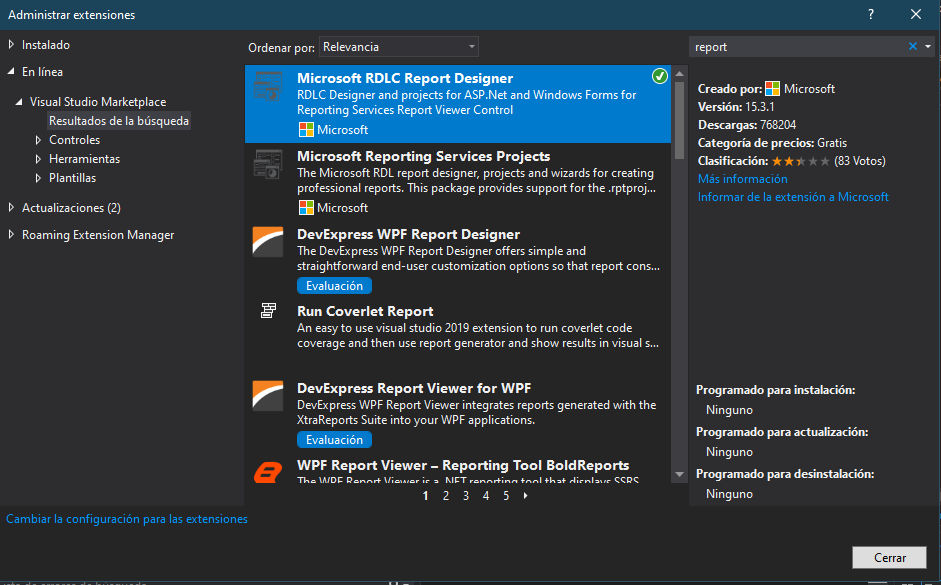 Administrar extensiones
? ✕
Instalado
En línea
Visual Studio Marketplace
Resultados de la búsqueda
Controles
Herramientas
Plantillas
Actualizaciones (2)
Roaming Extension Manager
Ordenar por: Relevancia
Microsoft RDLC Report Designer
RDLC Designer and projects for ASP.Net and Windows Forms for
Reporting Services Report Viewer Control
Microsoft
Microsoft Reporting Services Projects
The Microsoft RDL report designer, projects and wizards for creating
professional reports. This package provides support for the .rptproj...
Microsoft
DevExpress WPF Report Designer
The DevExpress WPF Report Designer offers simple and
straightforward end-user customization options so that report cons...
Evaluación
Run Coverlet Report
An easy to use visual studio 2019 extension to run coverlet code
coverage and then use report generator and show results in visual s...
DevExpress Report Viewer for WPF
DevExpress WPF Report Viewer integrates reports generated with the
XtraReports Suite into your WPF applications.
Evaluación
WPF Report Viewer – Reporting Tool BoldReports
The WPF Report Viewer is a .NET reporting tool that displays SSRS
1 2 3 4 5
report
Creado por: Microsoft
Versión: 15.3.1
Descargas: 768204
Categoría de precios: Gratis
Clasificación: (83 Votos)
Más información
Informar de la extensión a Microsoft
Programado para instalación:
Ninguno
Programado para actualización:
Ninguno
Programado para desinstalación:
Ninguno
Cambiar la configuración para las extensiones
Cerrar